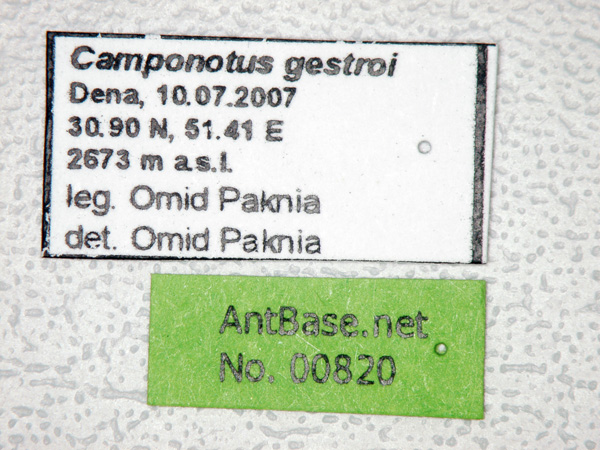 Camponotus gestroi
Dena, 10.07.2007
30.90 N, 51.41 E
2673 m a.s.l.
leg. Omid Paknia
det. Omid Paknia
AntBase.net
No. 00820